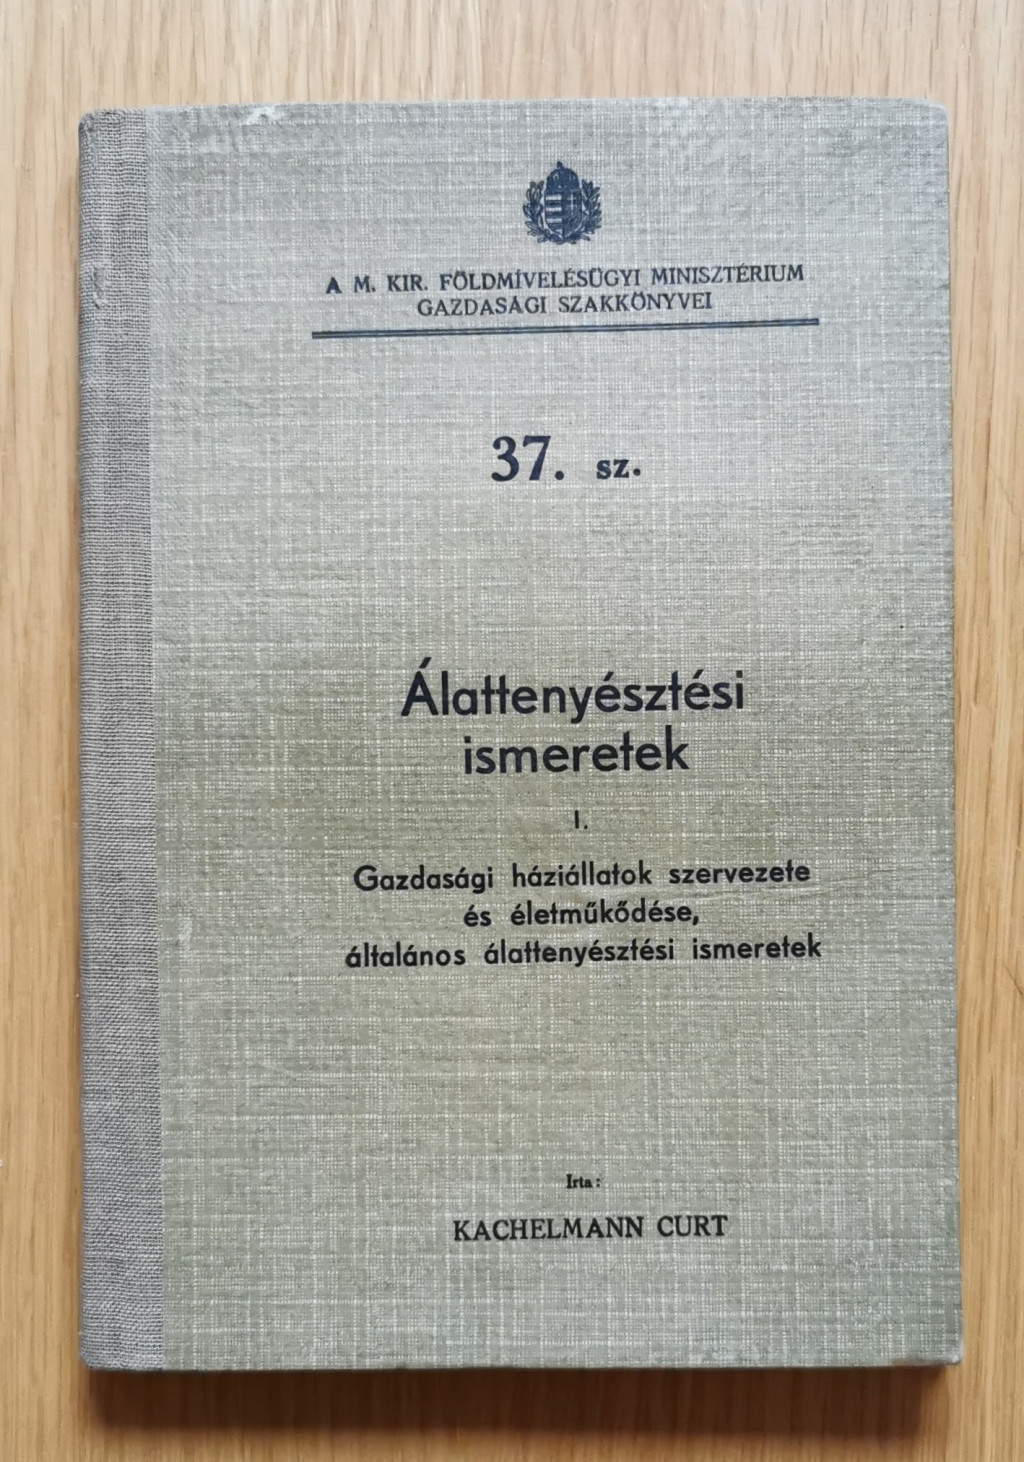 A M. KIR. FÖLDMÍVELÉSÜGYI MINISZTÉRIUM
GAZDASÁGI SZAKKÖNYVEI
37. sz.
Álattenyésztési
ismeretek
I.
Gazdasági háziállatok szervezete
és életműkődése,
általános álattenyésztési ismeretek
Irta:
KACHELMANN CURT